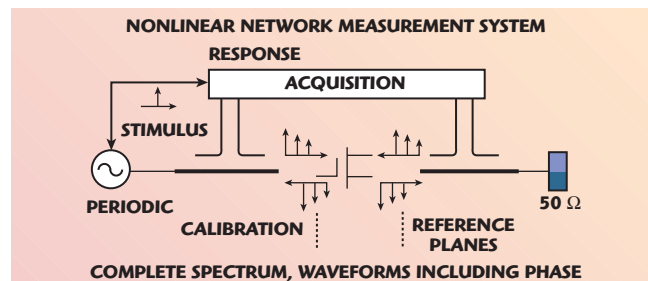 NONLINEAR NETWORK MEASUREMENT SYSTEM
RESPONSE
ACQUISITION
STIMULUS
PERIODIC
50 Ω
CALIBRATION
REFERENCE
PLANES
COMPLETE SPECTRUM, WAVEFORMS INCLUDING PHASE